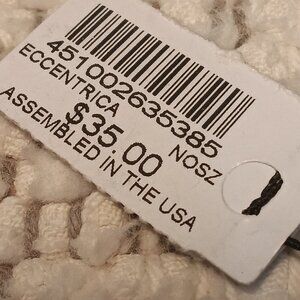 451002635385
ECCENTRICA NOSZ
$35.00
ASSEMBLED IN THE USA